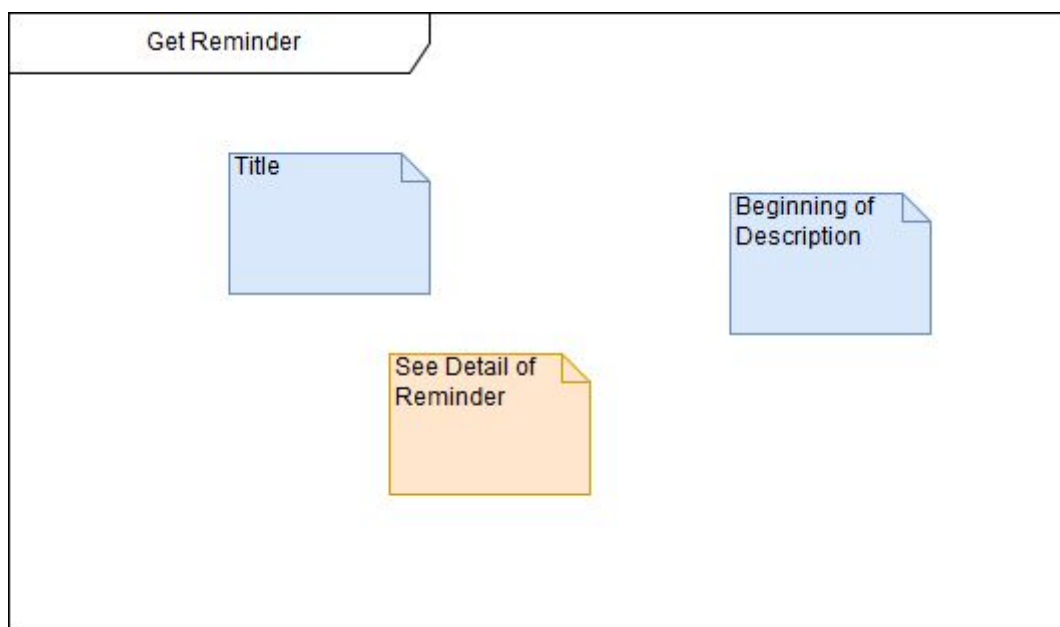 Get Reminder
Title
Beginning of
Description
See Detail of
Reminder